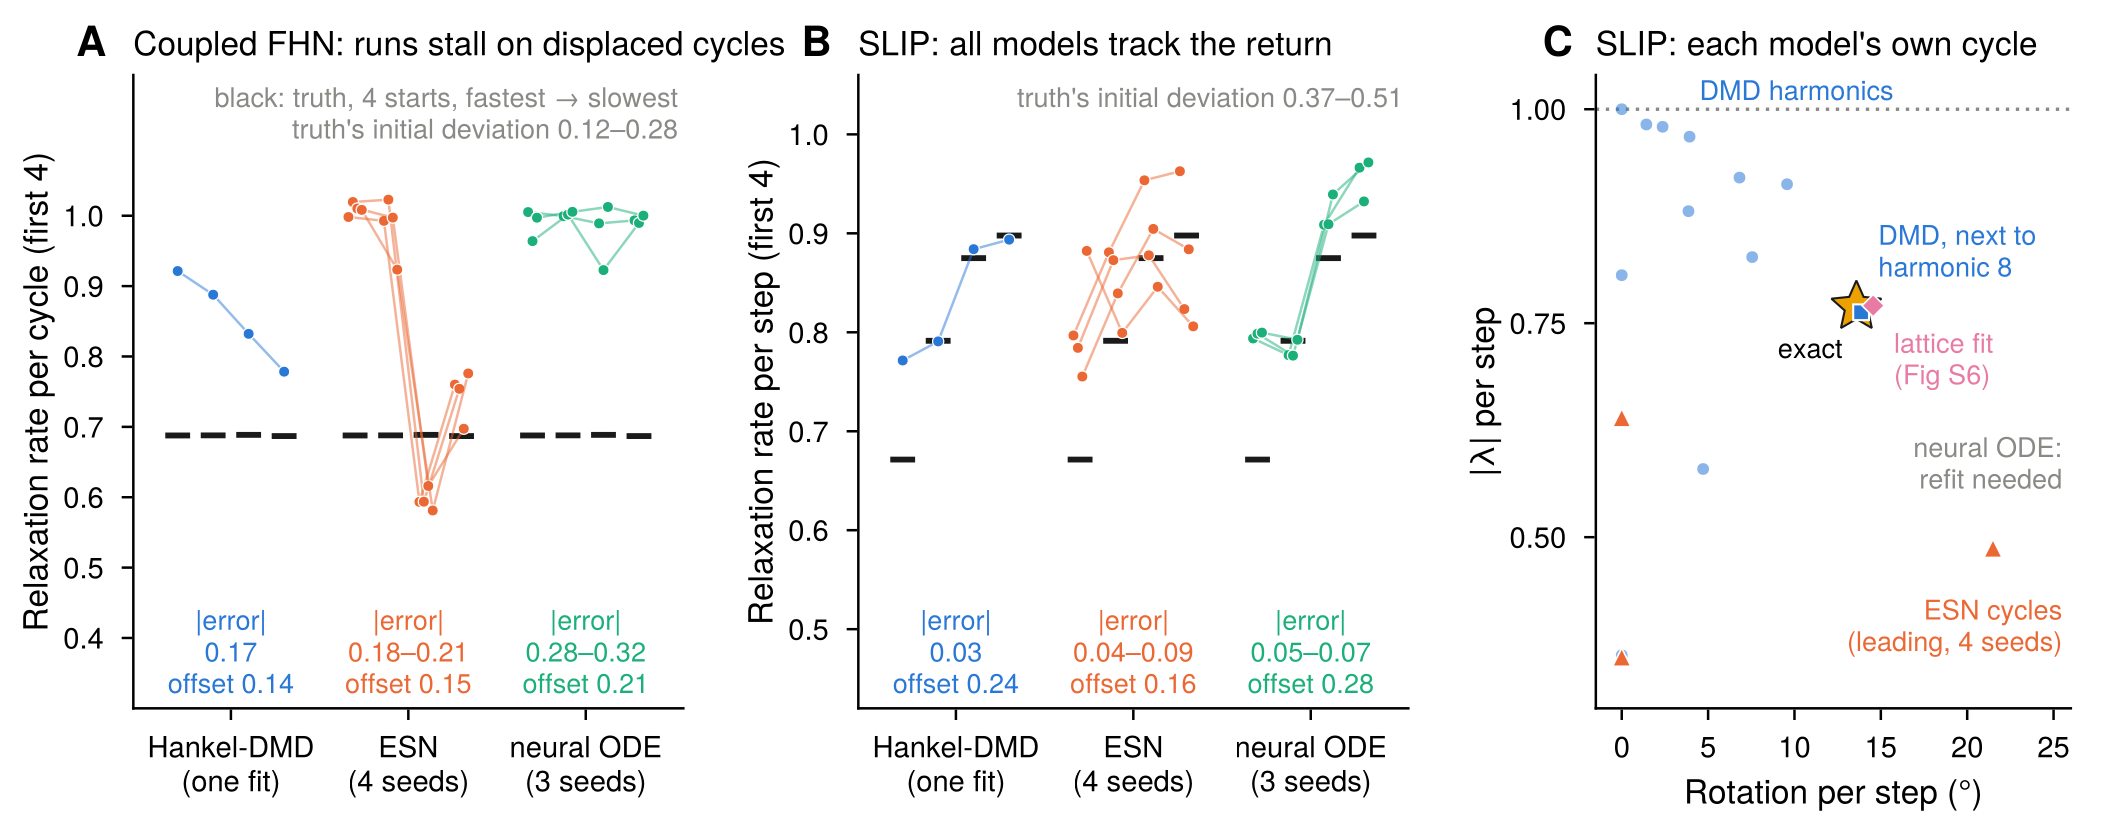 A Coupled FHN: runs stall on displaced cycles
black: truth, 4 starts, fastest → slowest
truth's initial deviation 0.12–0.28
Relaxation rate per cycle (first 4)
1.0
0.9
0.8
0.7
0.6
0.5
0.4
|error|
0.17
offset 0.14
|error|
0.18–0.21
offset 0.15
|error|
0.28–0.32
offset 0.21
Hankel-DMD
(one fit)
ESN
(4 seeds)
neural ODE
(3 seeds)
B SLIP: all models track the return
truth's initial deviation 0.37–0.51
Relaxation rate per step (first 4)
1.0
0.9
0.8
0.7
0.6
0.5
|error|
0.03
offset 0.24
|error|
0.04–0.09
offset 0.16
|error|
0.05–0.07
offset 0.28
Hankel-DMD
(one fit)
ESN
(4 seeds)
neural ODE
(3 seeds)
C SLIP: each model's own cycle
DMD harmonics
|λ| per step
1.00
0.75
0.50
DMD, next to
harmonic 8
exact
lattice fit
(Fig S6)
neural ODE:
refit needed
ESN cycles
(leading, 4 seeds)
0 5 10 15 20 25
Rotation per step (°)